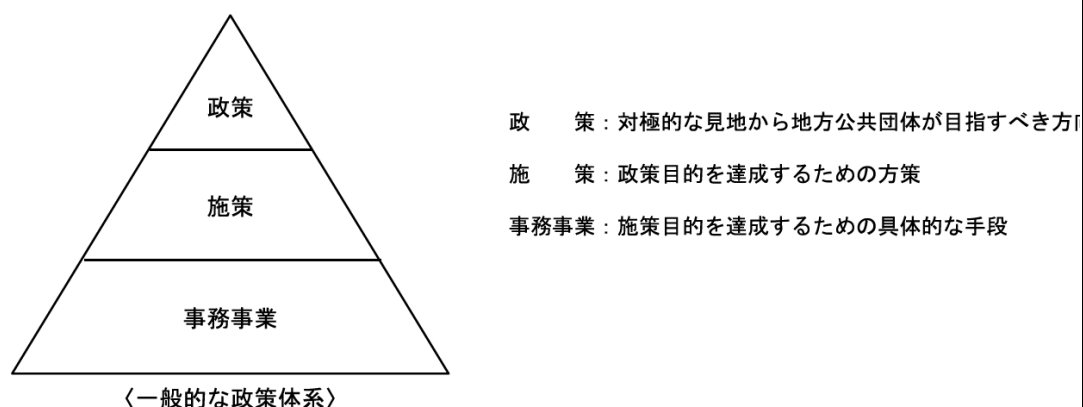 政策
施策
事務事業
〈一般的な政策体系〉
政　　策：対極的な見地から地方公共団体が目指すべき方
施　　策：政策目的を達成するための方策
事務事業：施策目的を達成するための具体的な手段